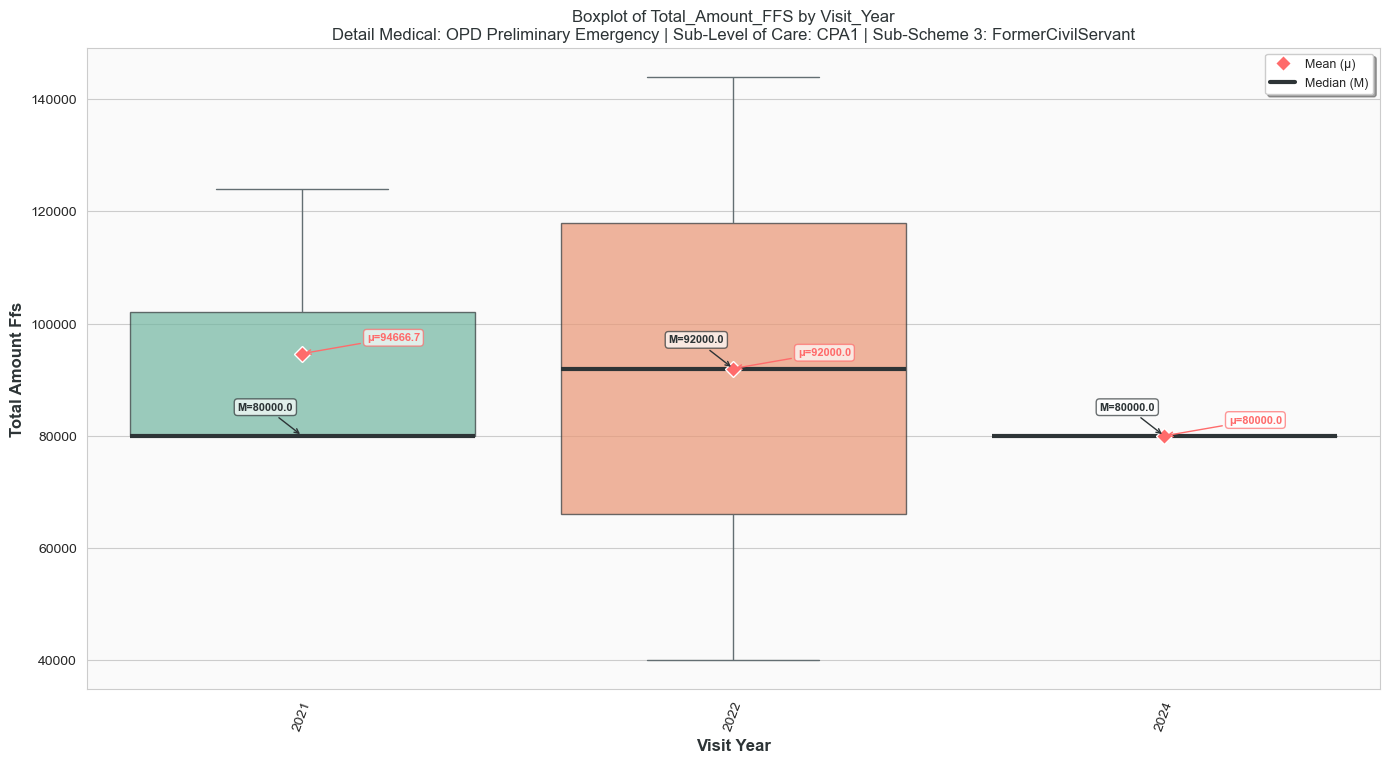 Boxplot of Total_Amount_FFS by Visit_Year
Detail Medical: OPD Preliminary Emergency | Sub-Level of Care: CPA1 | Sub-Scheme 3: FormerCivilServant
Mean (μ)
Median (M)
Total Amount Ffs
140000
120000
100000
80000
60000
40000
μ=94666.7
M=80000.0
M=92000.0
μ=92000.0
M=80000.0
μ=80000.0
2021
2022
2024
Visit Year